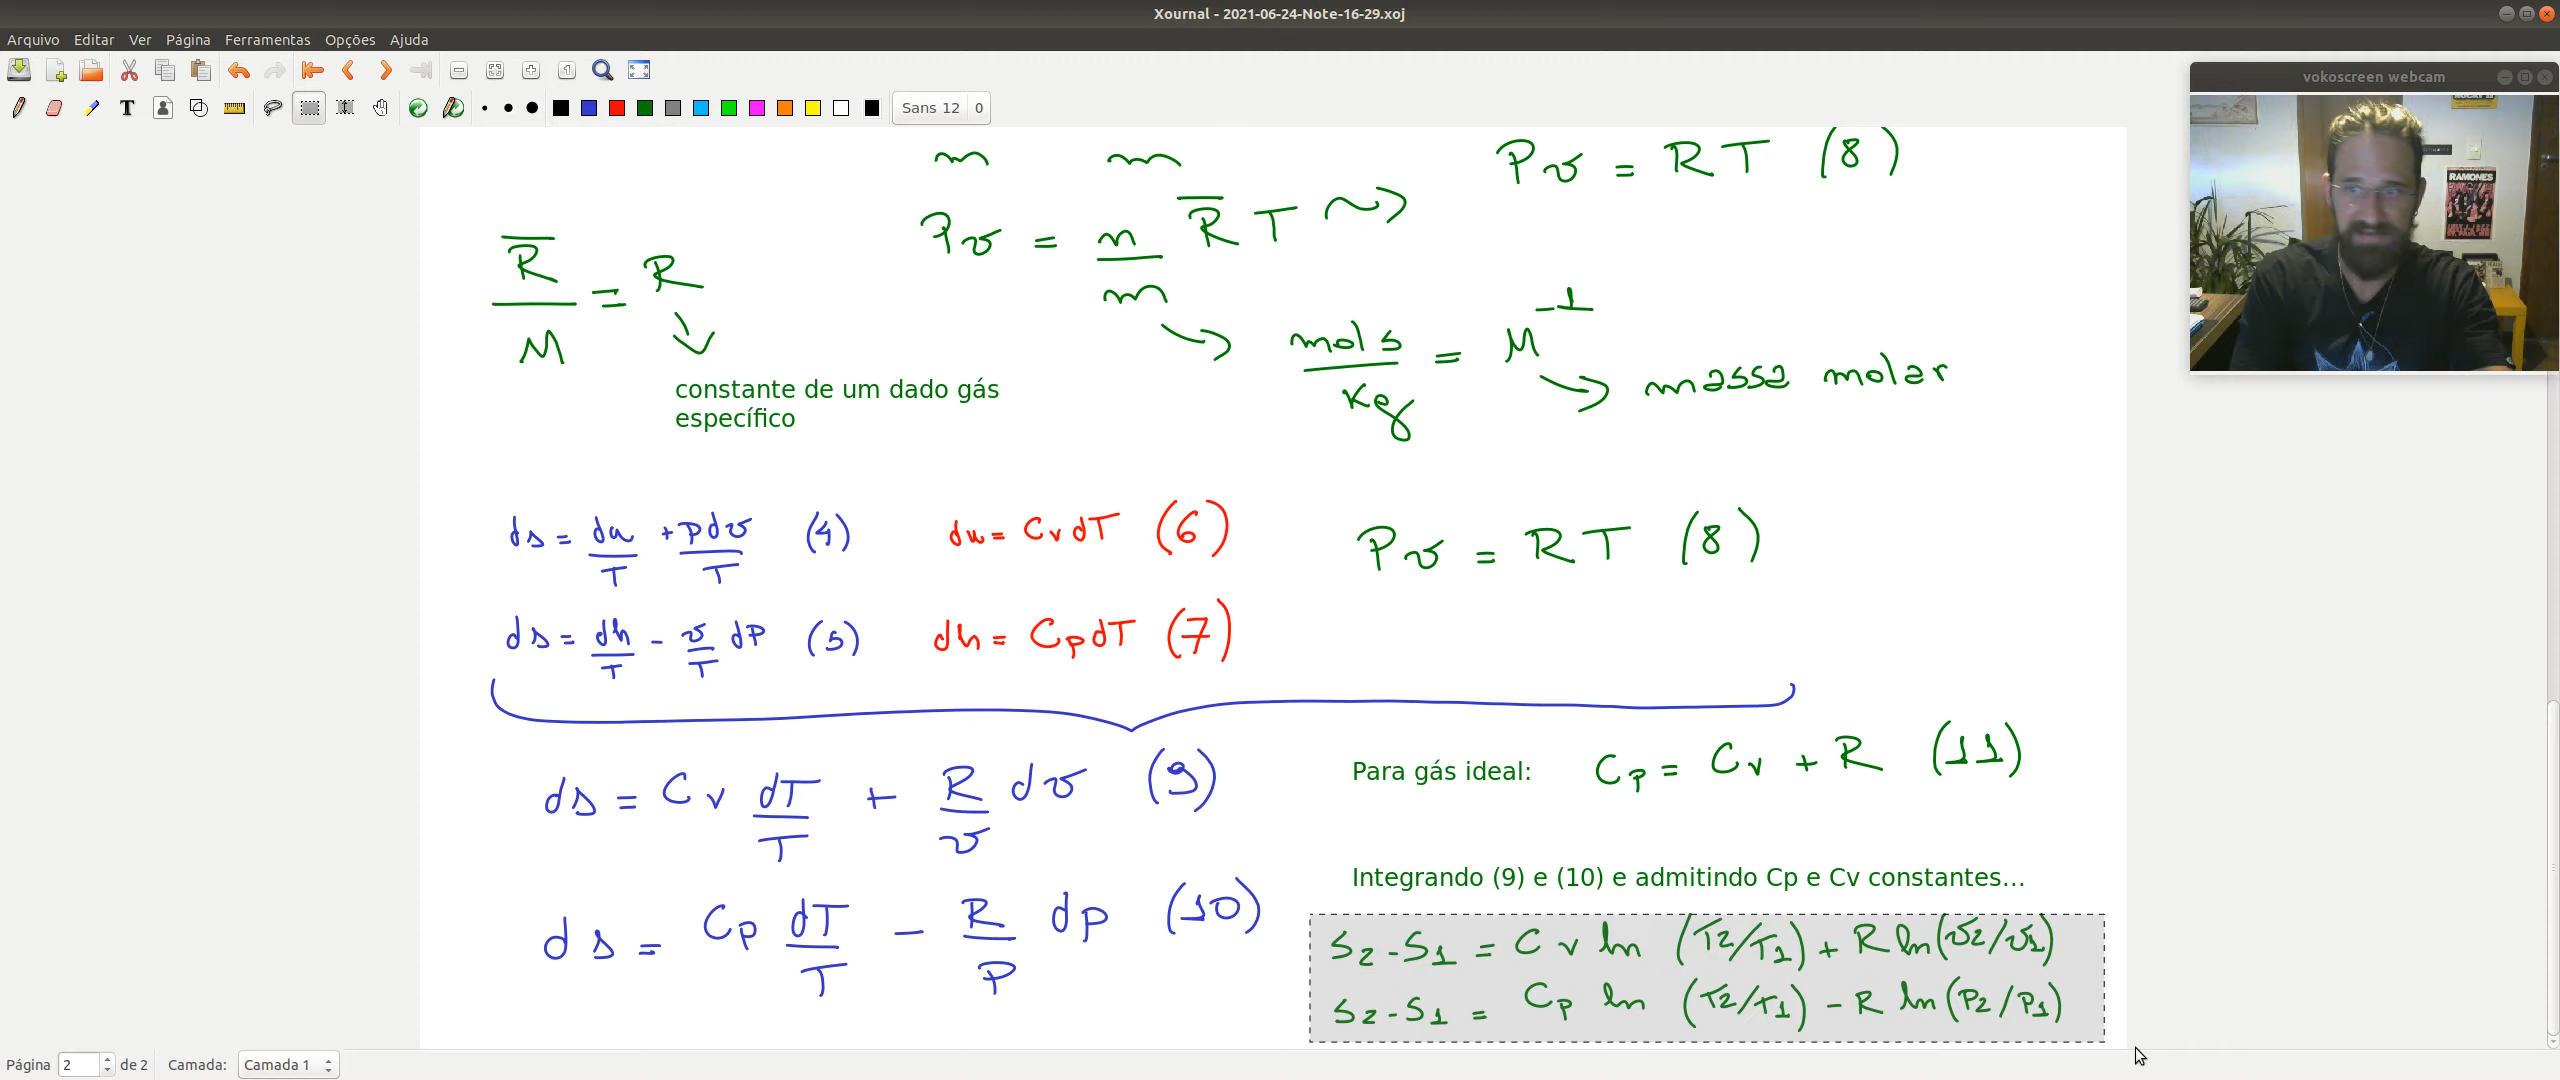 Xournal - 2021-06-24-Note-16-29.xoj
Arquivo Editar Ver Página Ferramentas Opções Ajuda
Sans 12 0
vokoscreen webcam
RAMONES
m m
Pv = RT (8)
Pv = n/m R̅ T
R̅/M = R
constante de um dado gás
específico
mols/kg = M⁻¹
massa molar
ds = du/T + pdv/T (4) du = CvdT (6) Pv = RT (8)
ds = dh/T - v/T dP (5) dh = CpdT (7)
ds = Cv dT/T + R/v dv (9)
Para gás ideal: Cp = Cv + R (11)
Integrando (9) e (10) e admitindo Cp e Cv constantes...
ds = Cp dT/T - R/P dp (10)
S2-S1 = Cv ln (T2/T1) + R ln(v2/v1)
S2-S1 = Cp ln (T2/T1) - R ln(P2/P1)
Página 2 de 2 Camada: Camada 1